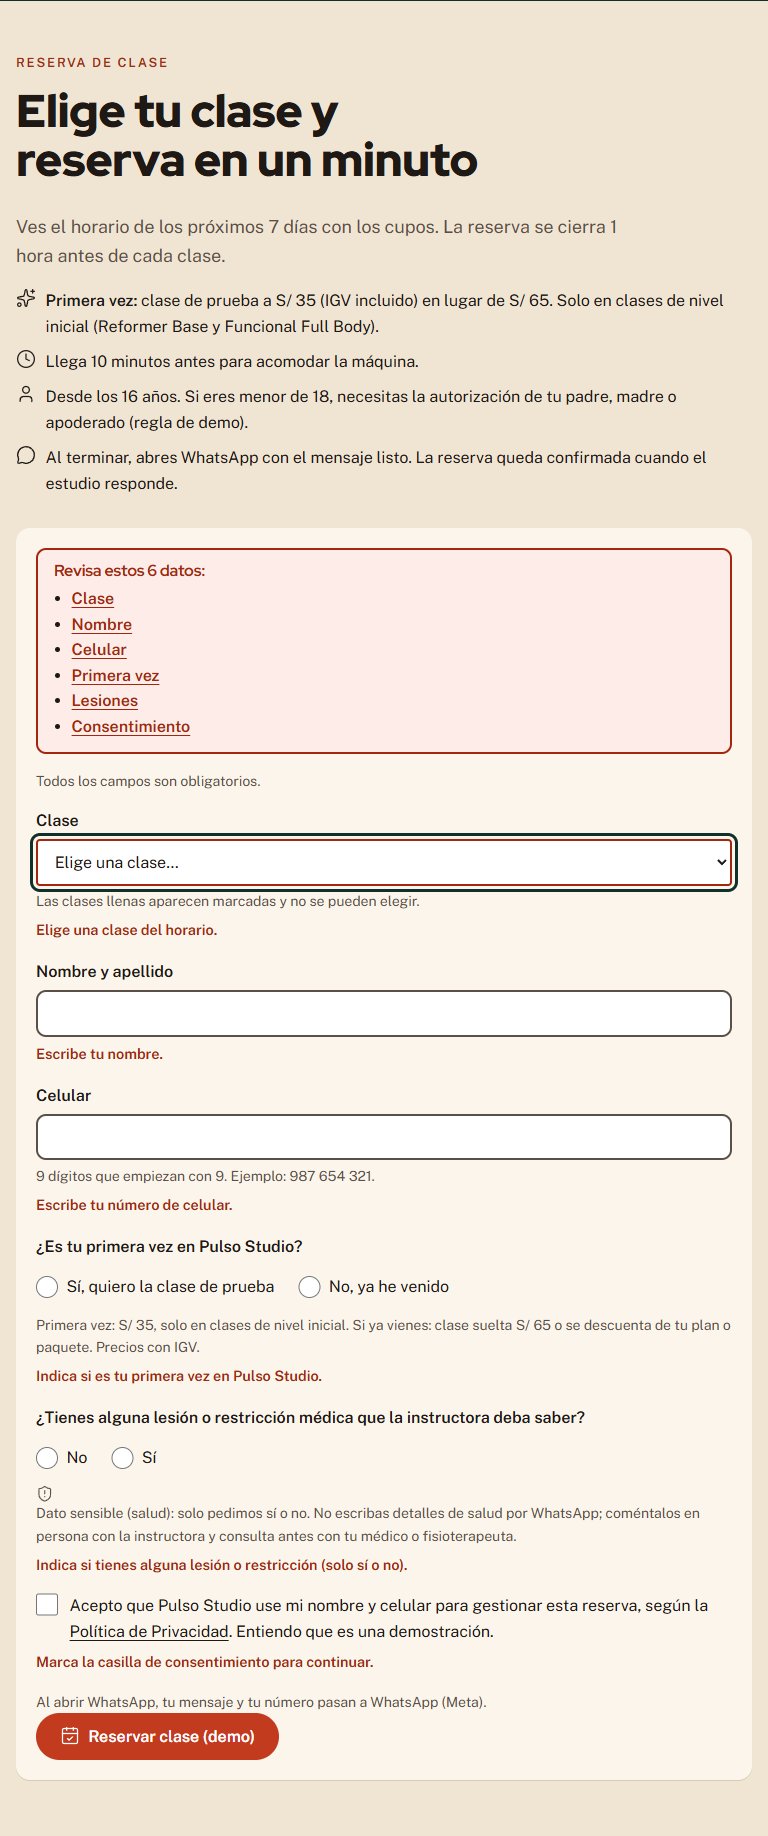 RESERVA DE CLASE
Elige tu clase y
reserva en un minuto
Ves el horario de los próximos 7 días con los cupos. La reserva se cierra 1
hora antes de cada clase.
Primera vez: clase de prueba a S/ 35 (IGV incluido) en lugar de S/ 65. Solo en clases de nivel
inicial (Reformer Base y Funcional Full Body).
Llega 10 minutos antes para acomodar la máquina.
Desde los 16 años. Si eres menor de 18, necesitas la autorización de tu padre, madre o
apoderado (regla de demo).
Al terminar, abres WhatsApp con el mensaje listo. La reserva queda confirmada cuando el
estudio responde.
Revisa estos 6 datos:
• Clase
• Nombre
• Celular
• Primera vez
• Lesiones
• Consentimiento
Todos los campos son obligatorios.
Clase
Elige una clase...
Las clases llenas aparecen marcadas y no se pueden elegir.
Elige una clase del horario.
Nombre y apellido
Escribe tu nombre.
Celular
9 dígitos que empiezan con 9. Ejemplo: 987 654 321.
Escribe tu número de celular.
¿Es tu primera vez en Pulso Studio?
Sí, quiero la clase de prueba No, ya he venido
Primera vez: S/ 35, solo en clases de nivel inicial. Si ya vienes: clase suelta S/ 65 o se descuenta de tu plan o
paquete. Precios con IGV.
Indica si es tu primera vez en Pulso Studio.
¿Tienes alguna lesión o restricción médica que la instructora deba saber?
No Sí
Dato sensible (salud): solo pedimos sí o no. No escribas detalles de salud por WhatsApp; coméntalos en
persona con la instructora y consulta antes con tu médico o fisioterapeuta.
Indica si tienes alguna lesión o restricción (solo sí o no).
Acepto que Pulso Studio use mi nombre y celular para gestionar esta reserva, según la
Política de Privacidad. Entiendo que es una demostración.
Marca la casilla de consentimiento para continuar.
Al abrir WhatsApp, tu mensaje y tu número pasan a WhatsApp (Meta).
Reservar clase (demo)